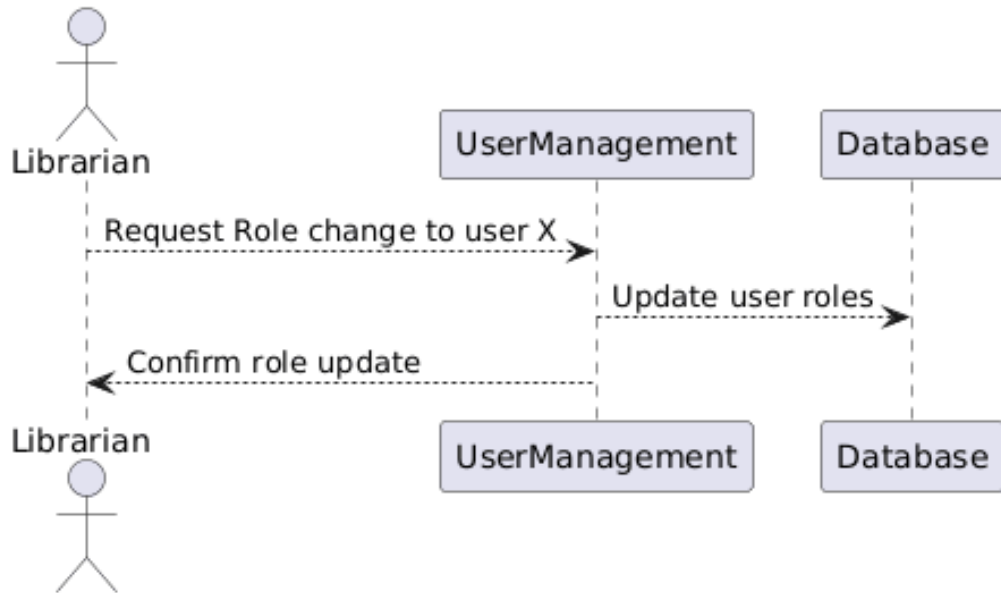 Librarian
UserManagement
Database
Request Role change to user X
Update user roles
Confirm role update
Librarian
UserManagement
Database